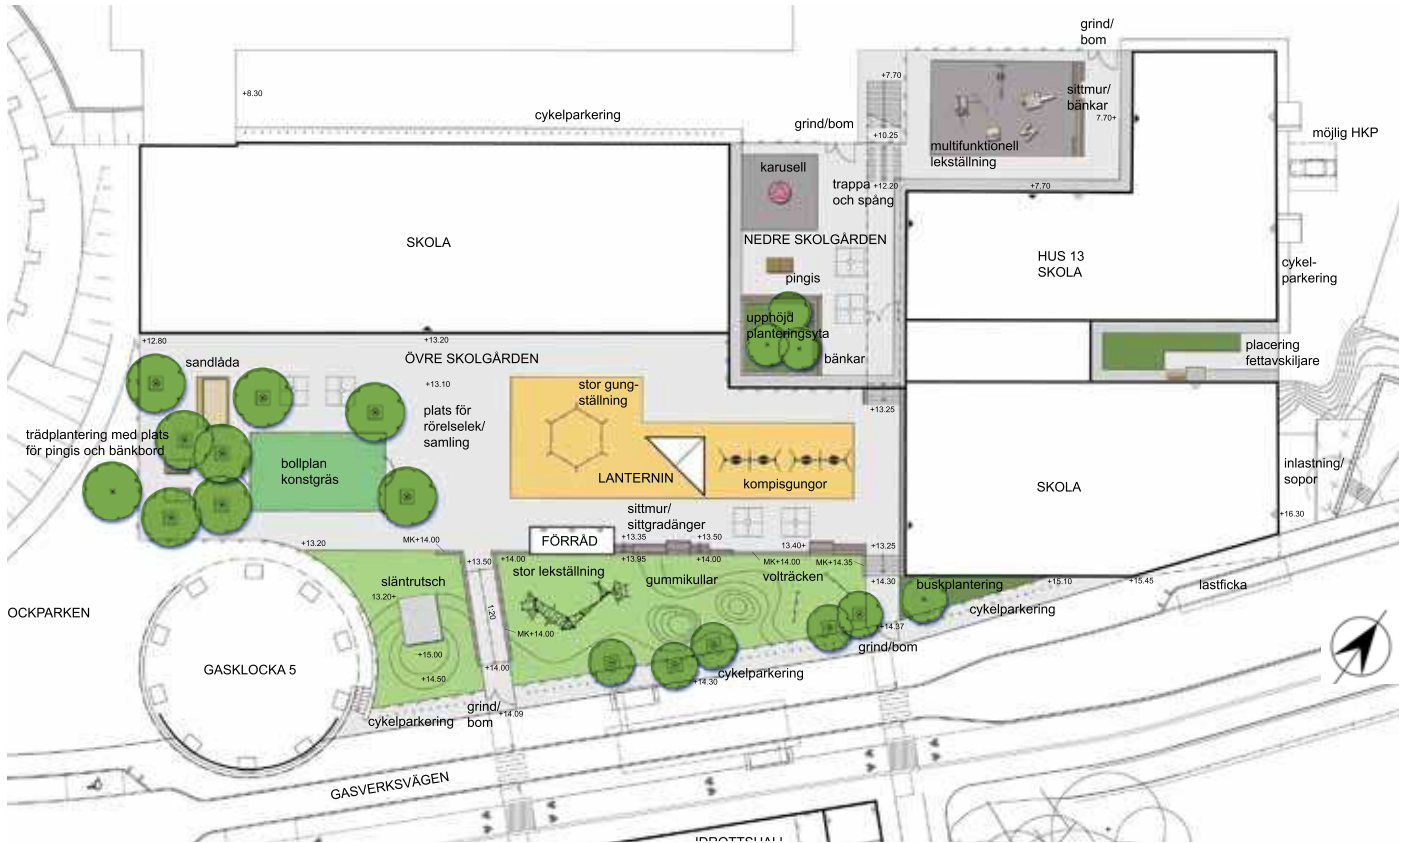 grind/
bom
+7.70
+8.30
cykelparkering
grind/bom
+10.25
sittmur/
bänkar
7.70+
multifunktionell
lekställning
möjlig HKP
karusell
trappa
och spång
+12.20
+7.70
SKOLA
NEDRE SKOLGÅRDEN
HUS 13
SKOLA
pingis
cykel-
parkering
upphöjd
planteringsyta
bänkar
placering
fettavskiljare
+12.80
+13.20
sandlåda
ÖVRE SKOLGÅRDEN
+13.10
stor gung-
ställning
plats för
rörelselek/
samling
+13.25
trädplantering med plats
för pingis och bänkbord
bollplan
konstgräs
LANTERNIN
kompisgungor
SKOLA
inlastning/
sopor
+16.30
sittmur/
sittgradänger
FÖRRÅD
+13.35
+13.50
13.40+
+13.25
+13.20
MK+14.00
+13.50
+14.00
+13.95
+14.00
MK+14.00
MK+14.35
stor lekställning
gummikullar
volträcken
+14.30
släntrutsch
13.20+
1:20
MK+14.00
buskplantering
+15.10
+15.45
lastficka
cykelparkering
OCKPARKEN
+14.37
grind/bom
+15.00
+14.50
+14.00
GASKLOCKA 5
cykelparkering
+14.30
cykelparkering
grind/
bom
+14.09
GASVERKSVÄGEN
IDROTTSHALL